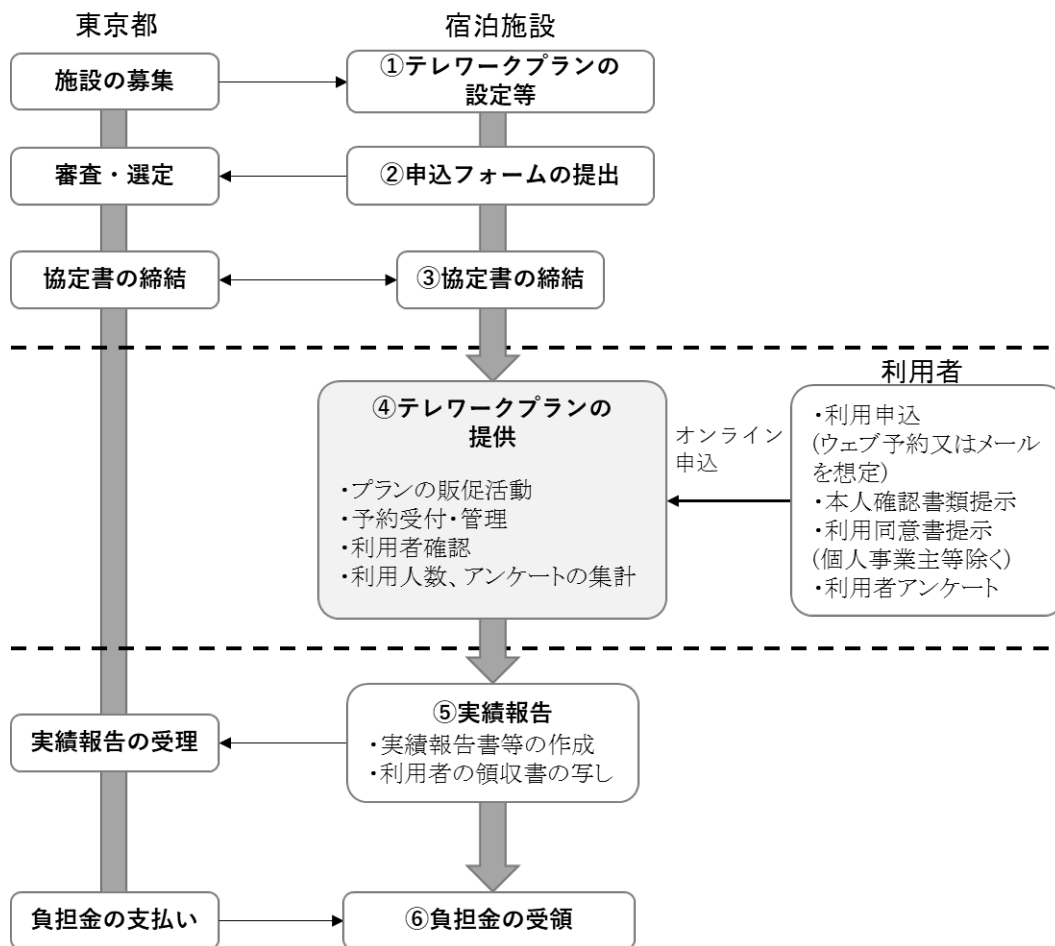 東京都
宿泊施設
施設の募集
①テレワークプランの
設定等
審査・選定
②申込フォームの提出
協定書の締結
③協定書の締結
利用者
④テレワークプランの
提供
・プランの販促活動
・予約受付・管理
・利用者確認
・利用人数、アンケートの集計
オンライン
申込
・利用申込
(ウェブ予約又はメール
を想定)
・本人確認書類提示
・利用同意書提示
(個人事業主等除く)
・利用者アンケート
実績報告の受理
⑤実績報告
・実績報告書等の作成
・利用者の領収書の写し
負担金の支払い
⑥負担金の受領